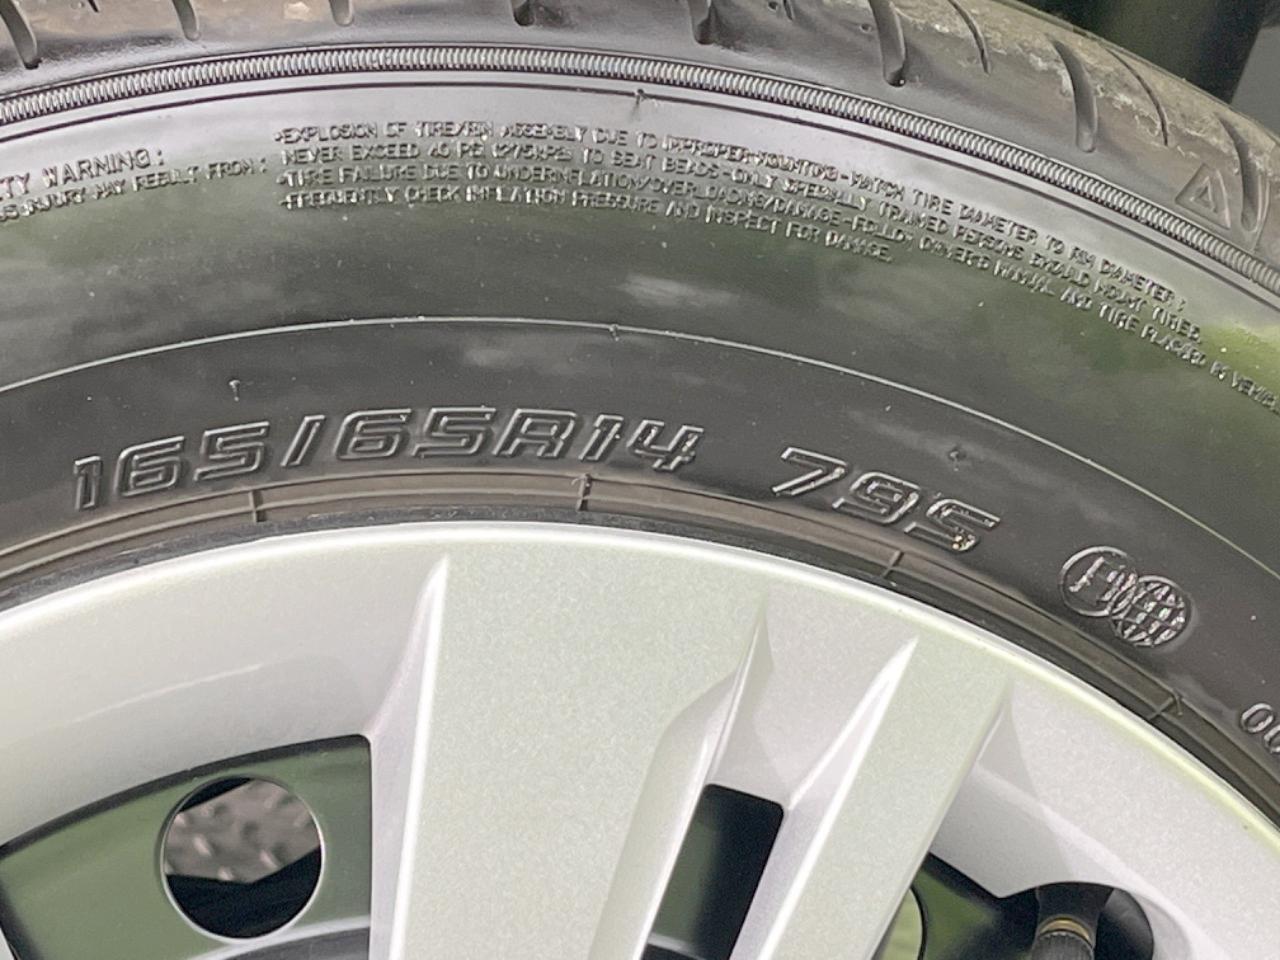 TY WARNING:
S INJURY MAY RESULT FROM:
•EXPLOSION OF TIRE/RIM ASSEMBLY DUE TO IMPROPER MOUNTING-MATCH TIRE DIAMETER TO RIM DIAMETER;
NEVER EXCEED 40 PSI (275kPa) TO SEAT BEADS-ONLY SPECIALLY TRAINED PERSONS SHOULD MOUNT TIRES.
•TIRE FAILURE DUE TO UNDERINFLATION/OVERLOADING/DAMAGE-FOLLOW OWNER'S MANUAL AND TIRE PLACARD IN VEHICL
•FREQUENTLY CHECK INFLATION PRESSURE AND INSPECT FOR DAMAGE.
165/65R14 79S